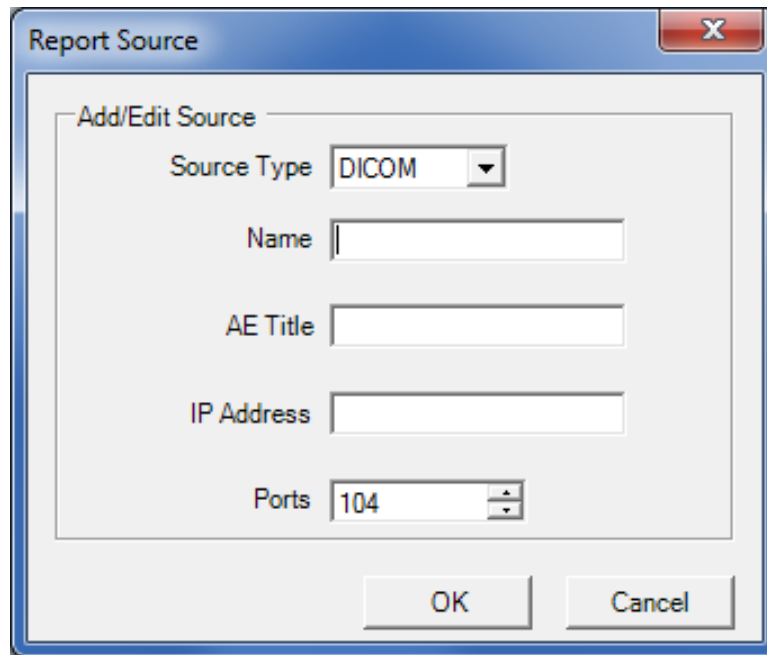 Report Source
Add/Edit Source
Source Type DICOM
Name
AE Title
IP Address
Ports 104
OK Cancel